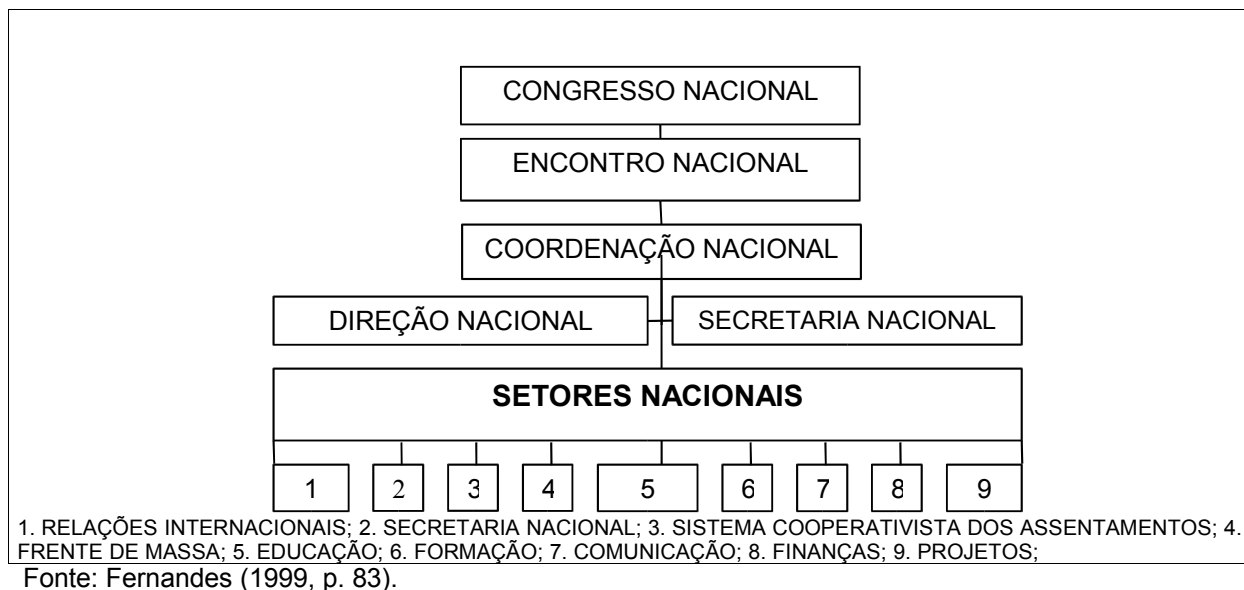 CONGRESSO NACIONAL
ENCONTRO NACIONAL
COORDENAÇÃO NACIONAL
DIREÇÃO NACIONAL
SECRETARIA NACIONAL
SETORES NACIONAIS
1 2 3 4 5 6 7 8 9
1. RELAÇÕES INTERNACIONAIS; 2. SECRETARIA NACIONAL; 3. SISTEMA COOPERATIVISTA DOS ASSENTAMENTOS; 4.
FRENTE DE MASSA; 5. EDUCAÇÃO; 6. FORMAÇÃO; 7. COMUNICAÇÃO; 8. FINANÇAS; 9. PROJETOS;
Fonte: Fernandes (1999, p. 83).